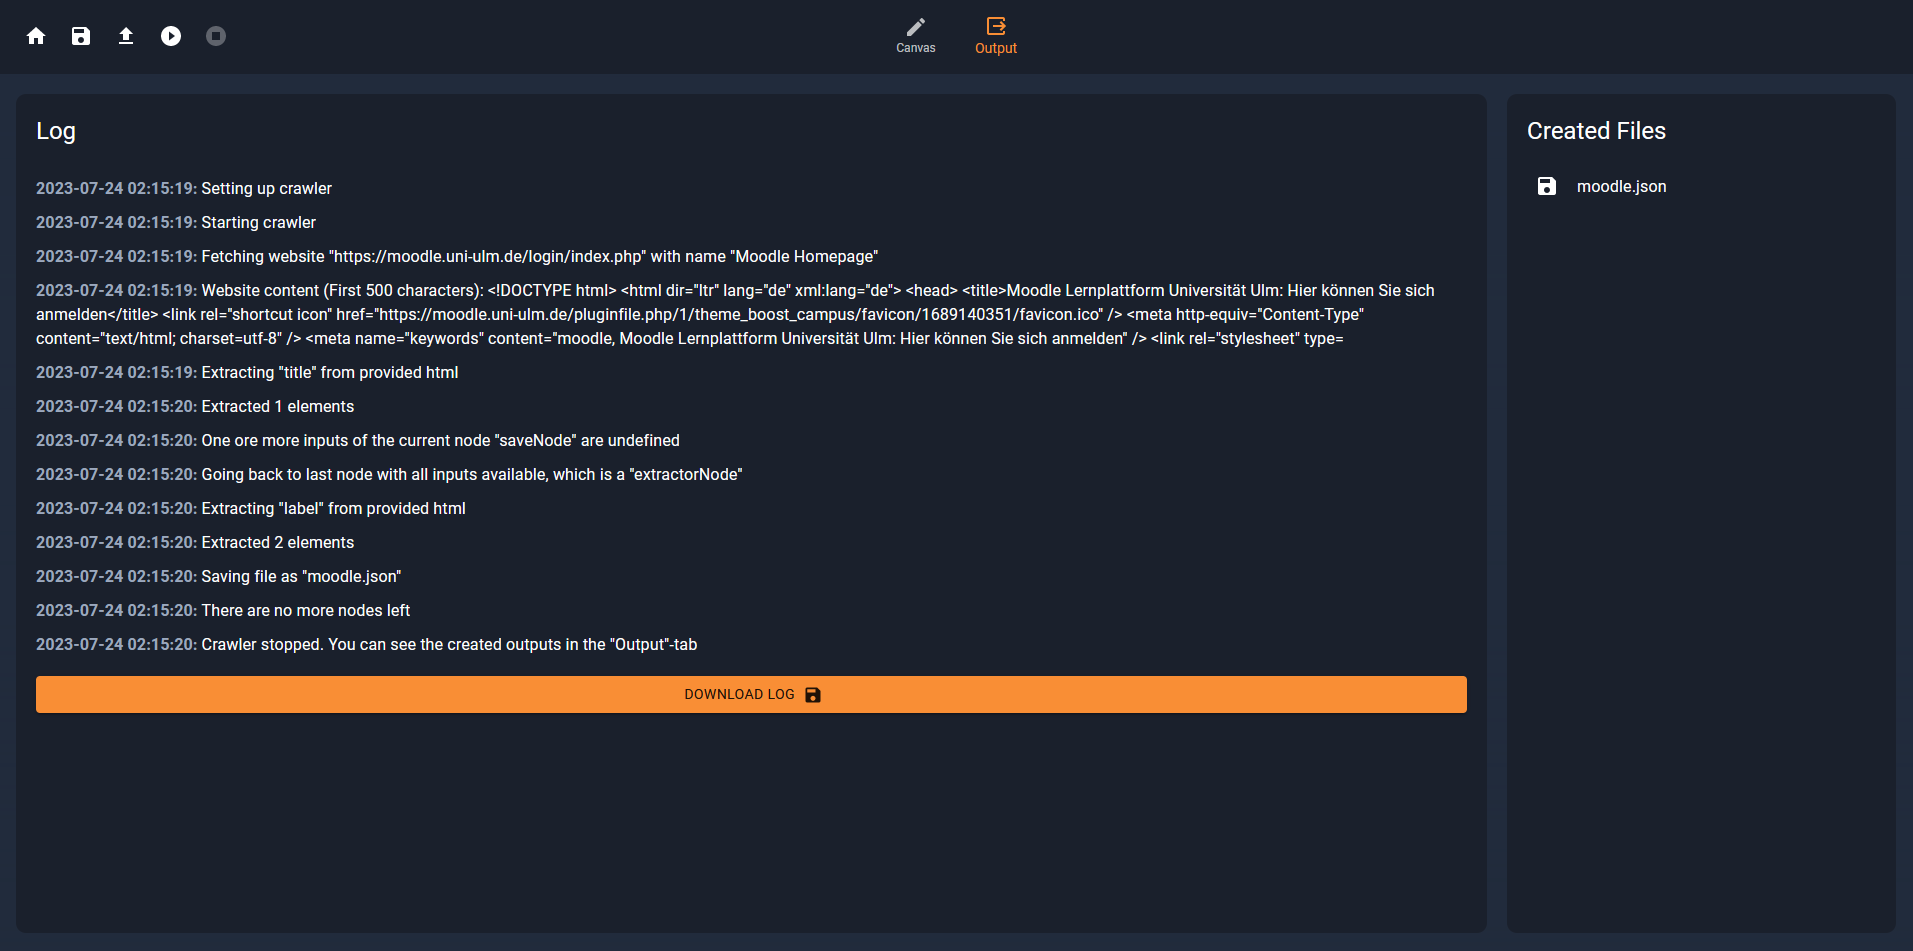 Canvas
Output
Log
2023-07-24 02:15:19: Setting up crawler
2023-07-24 02:15:19: Starting crawler
2023-07-24 02:15:19: Fetching website "https://moodle.uni-ulm.de/login/index.php" with name "Moodle Homepage"
2023-07-24 02:15:19: Website content (First 500 characters): <!DOCTYPE html> <html dir="ltr" lang="de" xml:lang="de"> <head> <title>Moodle Lernplattform Universität Ulm: Hier können Sie sich
anmelden</title> <link rel="shortcut icon" href="https://moodle.uni-ulm.de/pluginfile.php/1/theme_boost_campus/favicon/1689140351/favicon.ico" /> <meta http-equiv="Content-Type"
content="text/html; charset=utf-8" /> <meta name="keywords" content="moodle, Moodle Lernplattform Universität Ulm: Hier können Sie sich anmelden" /> <link rel="stylesheet" type=
2023-07-24 02:15:19: Extracting "title" from provided html
2023-07-24 02:15:20: Extracted 1 elements
2023-07-24 02:15:20: One ore more inputs of the current node "saveNode" are undefined
2023-07-24 02:15:20: Going back to last node with all inputs available, which is a "extractorNode"
2023-07-24 02:15:20: Extracting "label" from provided html
2023-07-24 02:15:20: Extracted 2 elements
2023-07-24 02:15:20: Saving file as "moodle.json"
2023-07-24 02:15:20: There are no more nodes left
2023-07-24 02:15:20: Crawler stopped. You can see the created outputs in the "Output"-tab
DOWNLOAD LOG
Created Files
moodle.json